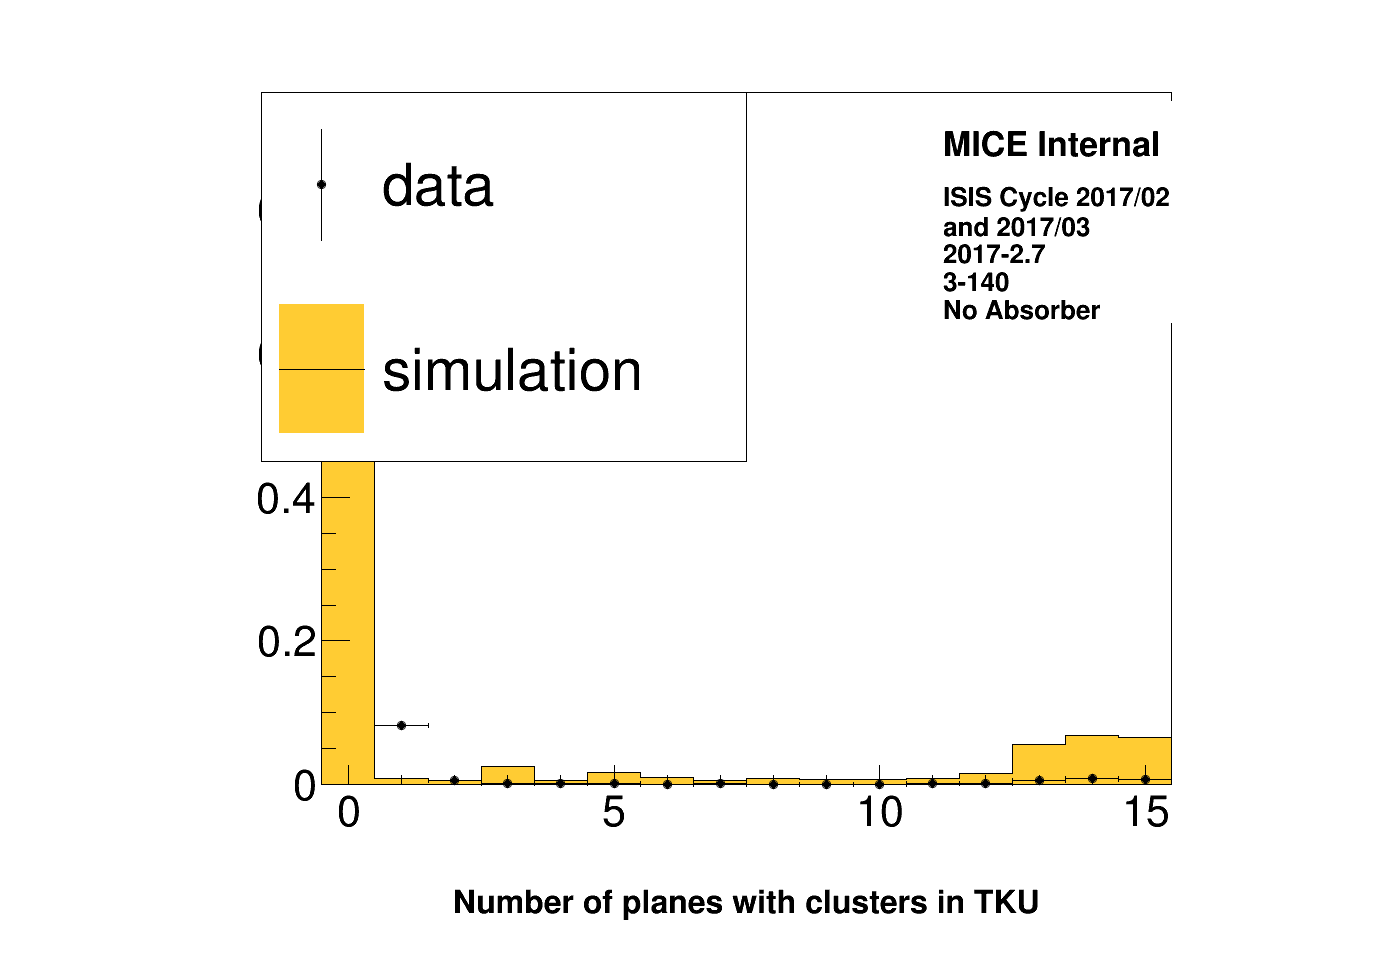 MICE Internal
data
ISIS Cycle 2017/02
and 2017/03
2017-2.7
3-140
No Absorber
simulation
0.4
0.2
0
0 5 10 15
Number of planes with clusters in TKU